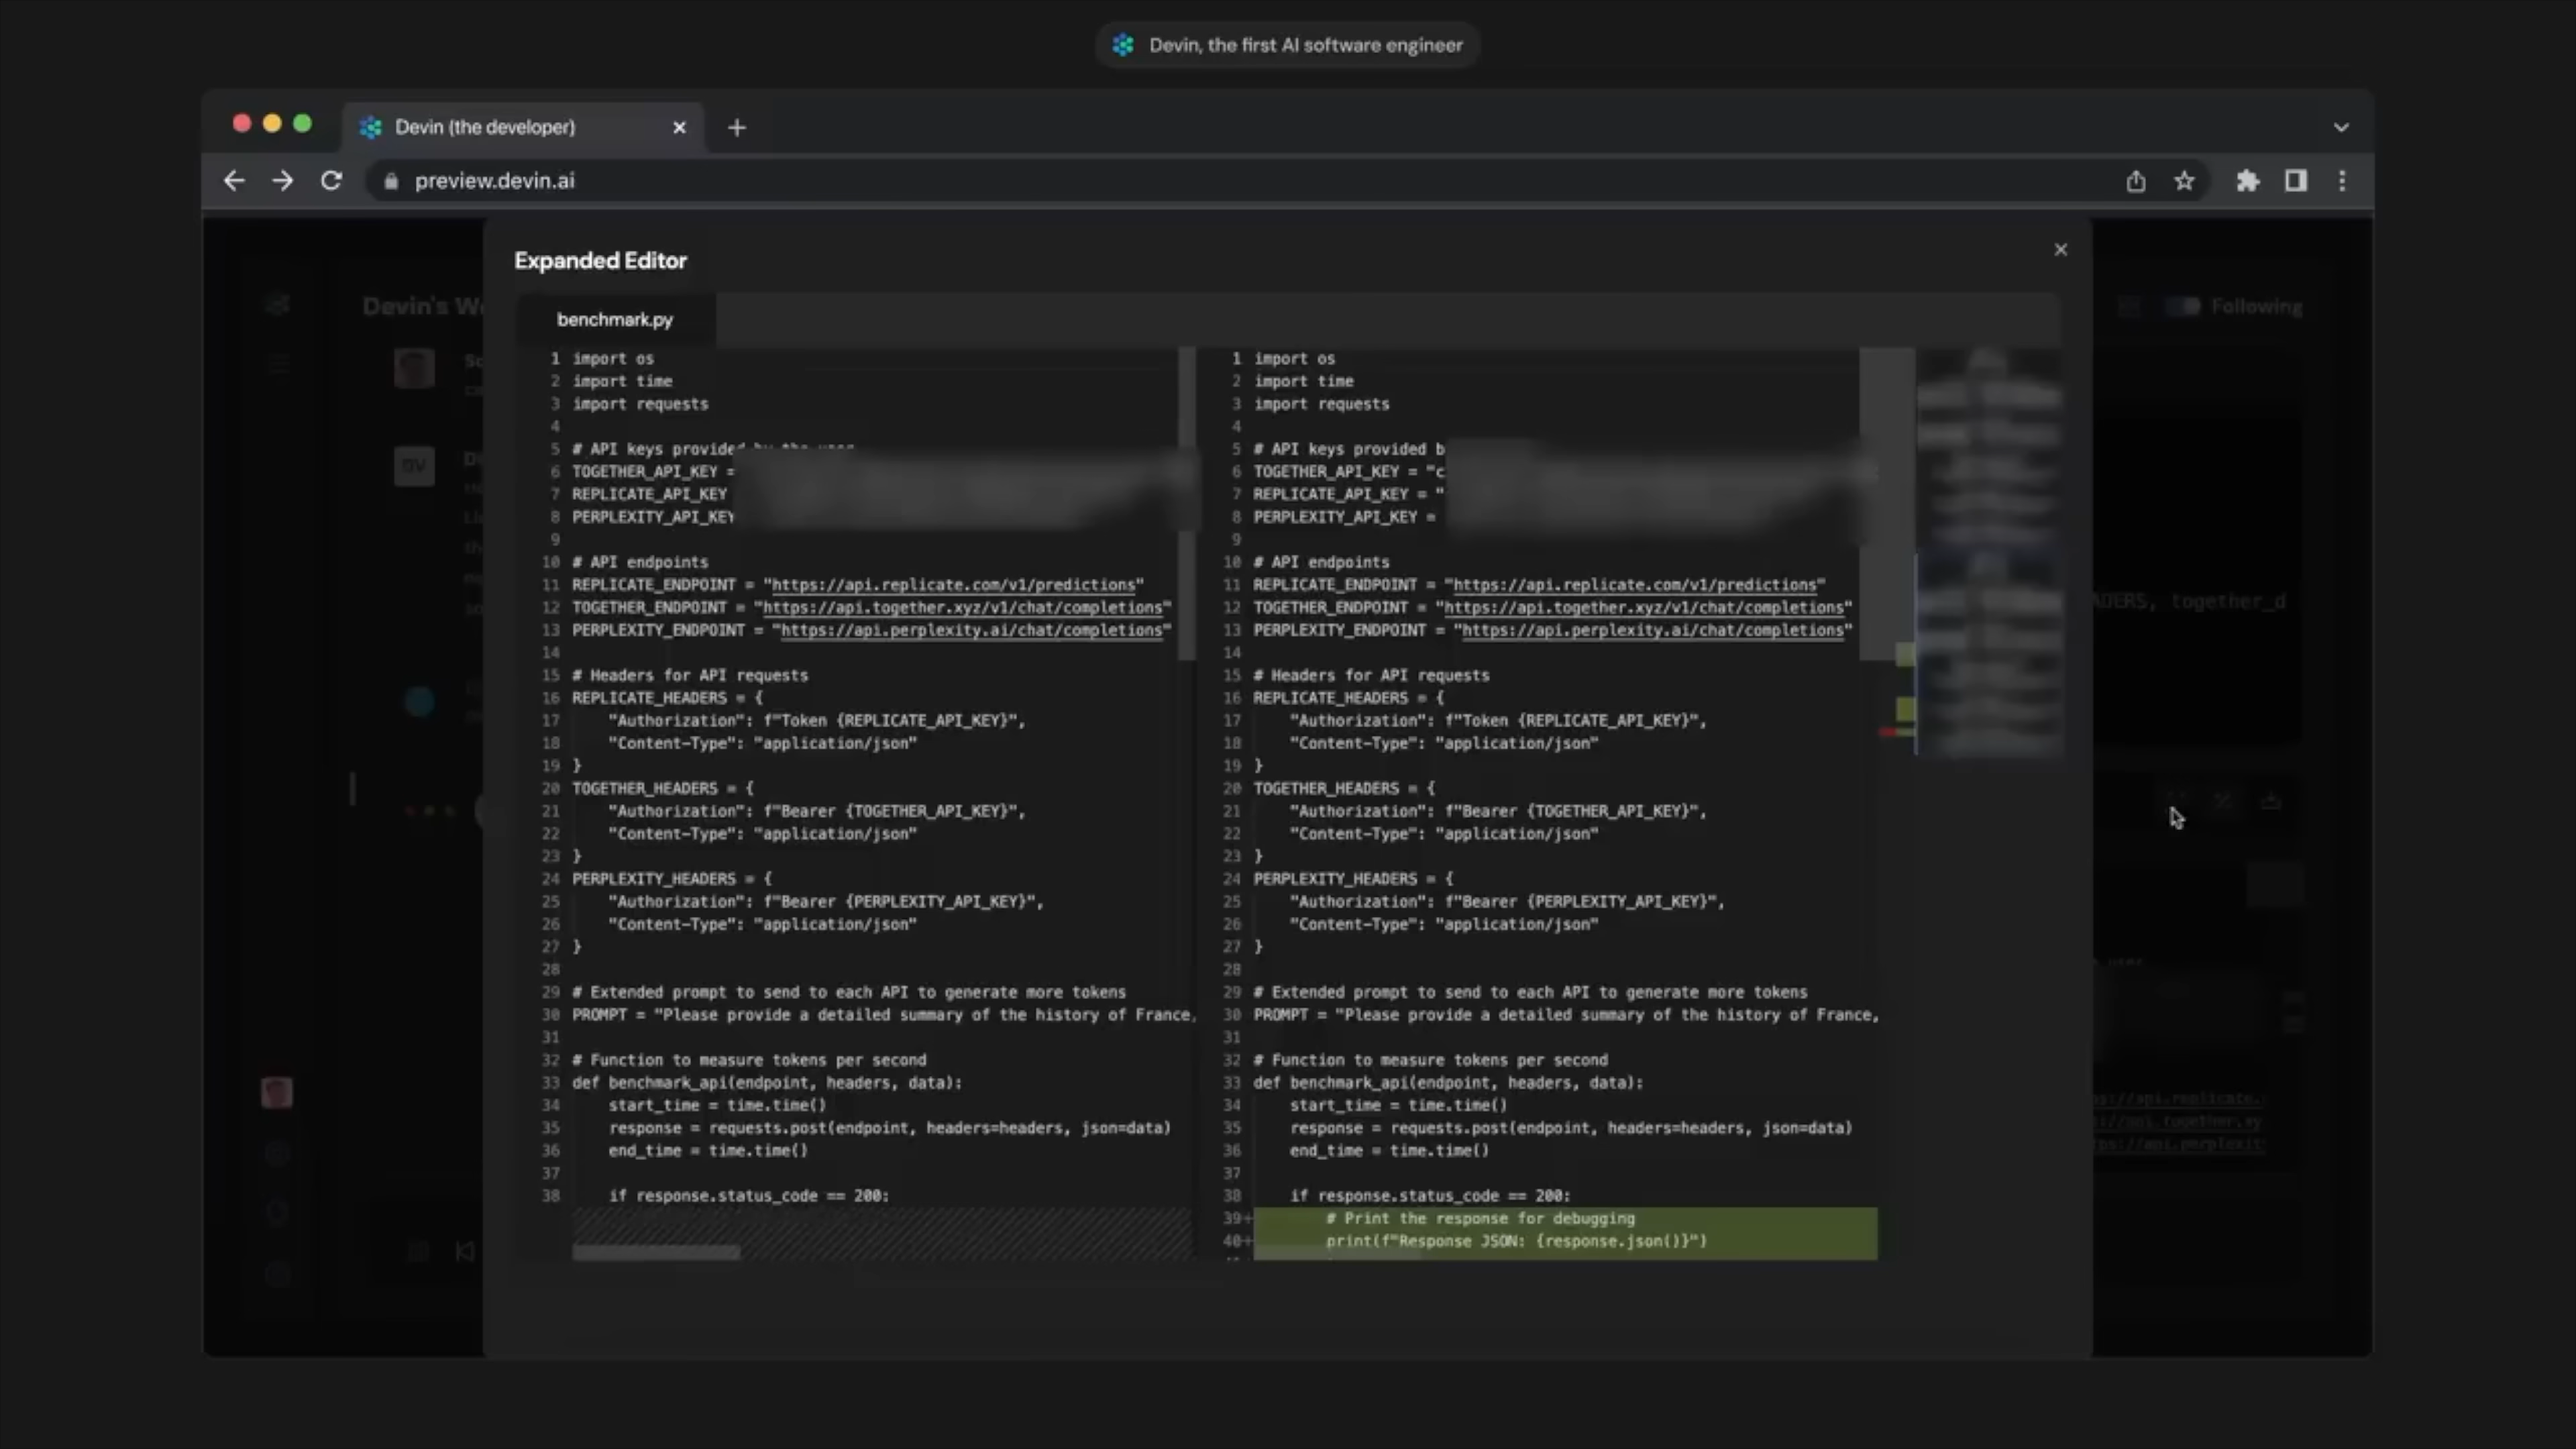 Devin, the first AI software engineer
Devin (the developer)
preview.devin.ai
Expanded Editor
Devin's
Following
benchmark.py
1 import os
2 import time
3 import requests
4
5 # API keys provided by the user
6 TOGETHER_API_KEY =
7 REPLICATE_API_KEY
8 PERPLEXITY_API_KEY
9
10 # API endpoints
11 REPLICATE_ENDPOINT = "https://api.replicate.com/v1/predictions"
12 TOGETHER_ENDPOINT = "https://api.together.xyz/v1/chat/completions"
13 PERPLEXITY_ENDPOINT = "https://api.perplexity.ai/chat/completions"
14
15 # Headers for API requests
16 REPLICATE_HEADERS = {
17 "Authorization": f"Token {REPLICATE_API_KEY}",
18 "Content-Type": "application/json"
19 }
20 TOGETHER_HEADERS = {
21 "Authorization": f"Bearer {TOGETHER_API_KEY}",
22 "Content-Type": "application/json"
23 }
24 PERPLEXITY_HEADERS = {
25 "Authorization": f"Bearer {PERPLEXITY_API_KEY}",
26 "Content-Type": "application/json"
27 }
28
29 # Extended prompt to send to each API to generate more tokens
30 PROMPT = "Please provide a detailed summary of the history of France,
31
32 # Function to measure tokens per second
33 def benchmark_api(endpoint, headers, data):
34 start_time = time.time()
35 response = requests.post(endpoint, headers=headers, json=data)
36 end_time = time.time()
37
38 if response.status_code == 200:
1 import os
2 import time
3 import requests
4
5 # API keys provided b
6 TOGETHER_API_KEY = "c
7 REPLICATE_API_KEY = "
8 PERPLEXITY_API_KEY =
9
10 # API endpoints
11 REPLICATE_ENDPOINT = "https://api.replicate.com/v1/predictions"
12 TOGETHER_ENDPOINT = "https://api.together.xyz/v1/chat/completions"
13 PERPLEXITY_ENDPOINT = "https://api.perplexity.ai/chat/completions"
14
15 # Headers for API requests
16 REPLICATE_HEADERS = {
17 "Authorization": f"Token {REPLICATE_API_KEY}",
18 "Content-Type": "application/json"
19 }
20 TOGETHER_HEADERS = {
21 "Authorization": f"Bearer {TOGETHER_API_KEY}",
22 "Content-Type": "application/json"
23 }
24 PERPLEXITY_HEADERS = {
25 "Authorization": f"Bearer {PERPLEXITY_API_KEY}",
26 "Content-Type": "application/json"
27 }
28
29 # Extended prompt to send to each API to generate more tokens
30 PROMPT = "Please provide a detailed summary of the history of France,
31
32 # Function to measure tokens per second
33 def benchmark_api(endpoint, headers, data):
34 start_time = time.time()
35 response = requests.post(endpoint, headers=headers, json=data)
36 end_time = time.time()
37
38 if response.status_code == 200:
39+ # Print the response for debugging
40+ print(f"Response JSON: {response.json()}")
DV
ADERS, together_d